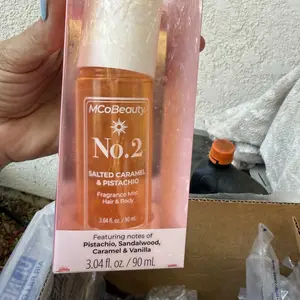 MCoBeauty
No.2
SALTED CARAMEL
& PISTACHIO
Fragrance Mist
Hair & Body
3.04 fl. oz. / 90 mL
Featuring notes of
Pistachio, Sandalwood,
Caramel & Vanilla
3.04 fl. oz. / 90 mL